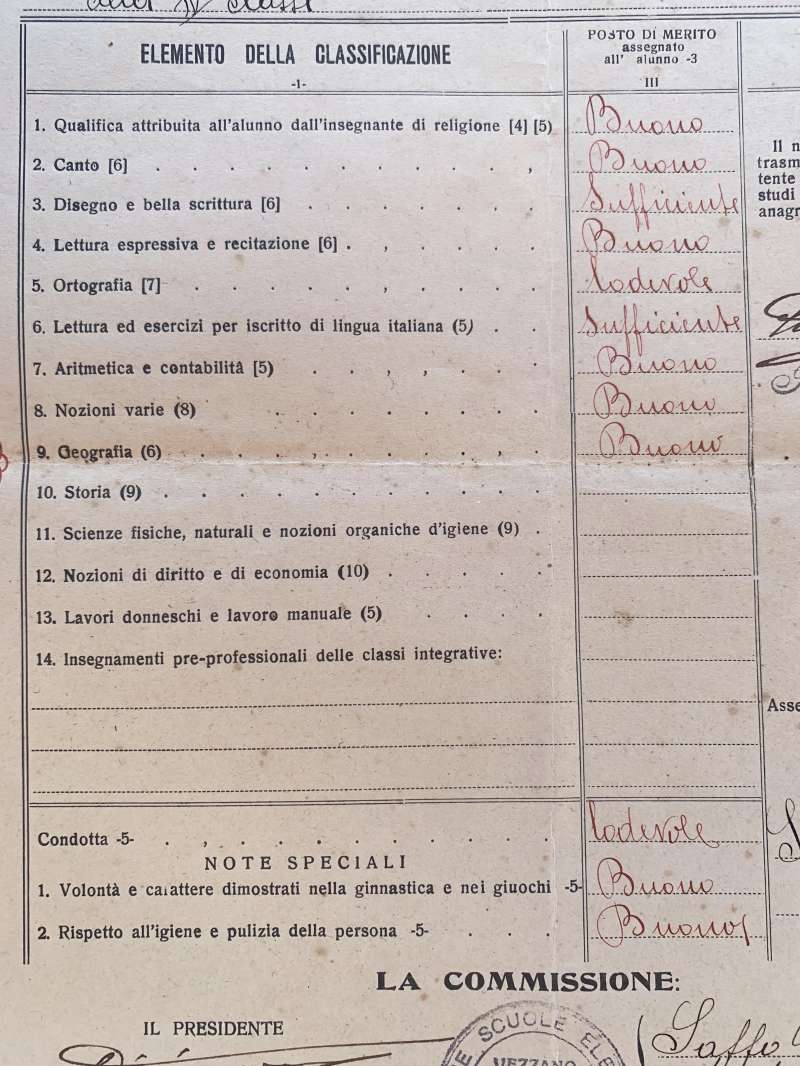 alla IV classe
ELEMENTO DELLA CLASSIFICAZIONE
-1-
POSTO DI MERITO
assegnato
all' alunno -3
III
1. Qualifica attribuita all'alunno dall'insegnante di religione [4] [5] Buono
2. Canto [6] Buono
3. Disegno e bella scrittura [6] Sufficiente
4. Lettura espressiva e recitazione [6] Buono
5. Ortografia [7] Lodevole
6. Lettura ed esercizi per iscritto di lingua italiana (5) Sufficiente
7. Aritmetica e contabilità [5) Buono
8. Nozioni varie (8) Buono
9. Geografia (6) Buono
10. Storia (9)
11. Scienze fisiche, naturali e nozioni organiche d'igiene (9)
12. Nozioni di diritto e di economia (10)
13. Lavori donneschi e lavoro manuale (5)
14. Insegnamenti pre-professionali delle classi integrative:
Condotta -5- Lodevole
NOTE SPECIALI
1. Volontà e carattere dimostrati nella ginnastica e nei giuochi -5- Buono
2. Rispetto all'igiene e pulizia della persona -5- Buono
Il n
trasm
tente
studi
anagr
Asse
LA COMMISSIONE:
IL PRESIDENTE
E SCUOLE ELE
VEZZANO
Saffo